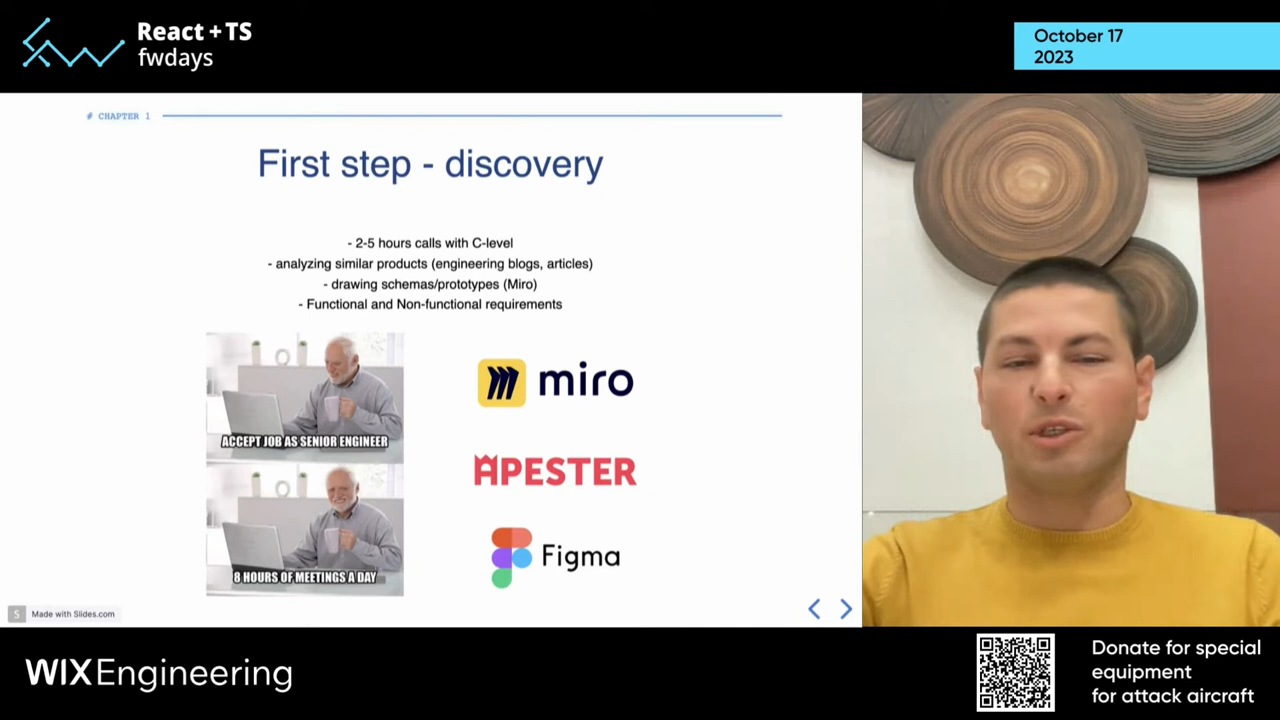 React + TS
fwdays
October 17
2023
# CHAPTER 1
First step - discovery
- 2-5 hours calls with C-level
- analyzing similar products (engineering blogs, articles)
- drawing schemas/prototypes (Miro)
- Functional and Non-functional requirements
ACCEPT JOB AS SENIOR ENGINEER
8 HOURS OF MEETINGS A DAY
miro
APESTER
Figma
S Made with Slides.com
WIXEngineering
Donate for special
equipment
for attack aircraft